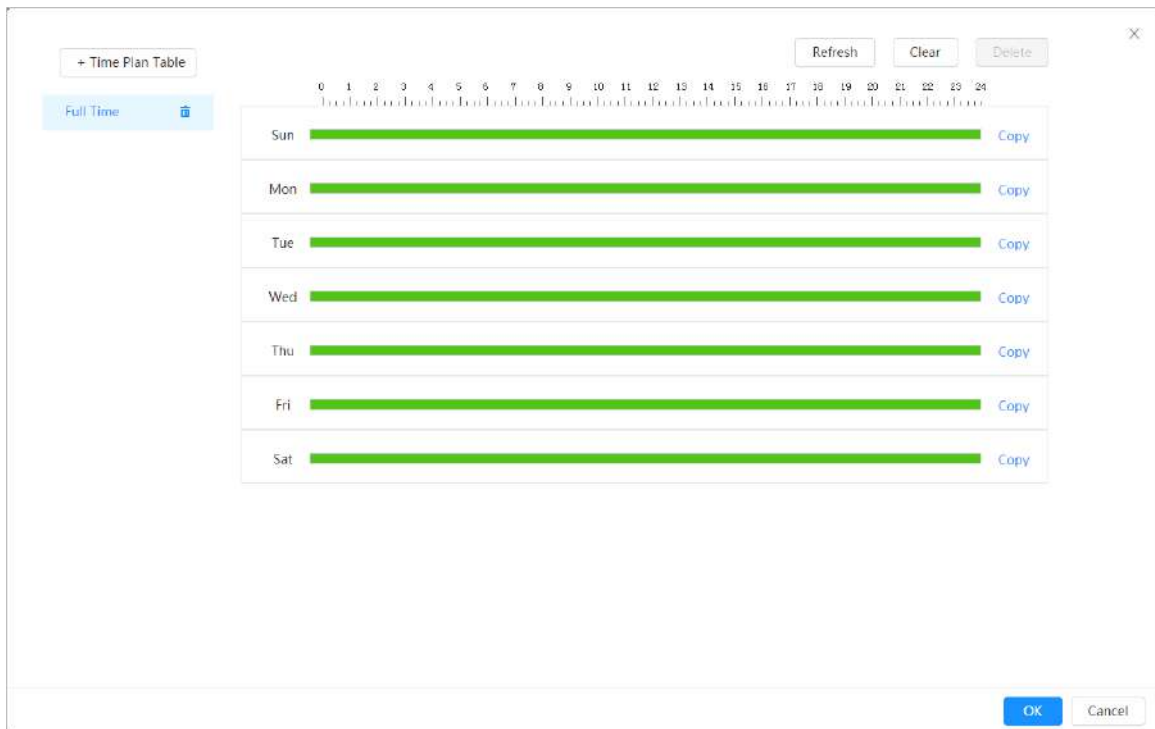 + Time Plan Table
Refresh
Clear
Delete
Full Time
0 1 2 3 4 5 6 7 8 9 10 11 12 13 14 15 16 17 18 19 20 21 22 23 24
Sun Copy
Mon Copy
Tue Copy
Wed Copy
Thu Copy
Fri Copy
Sat Copy
OK
Cancel